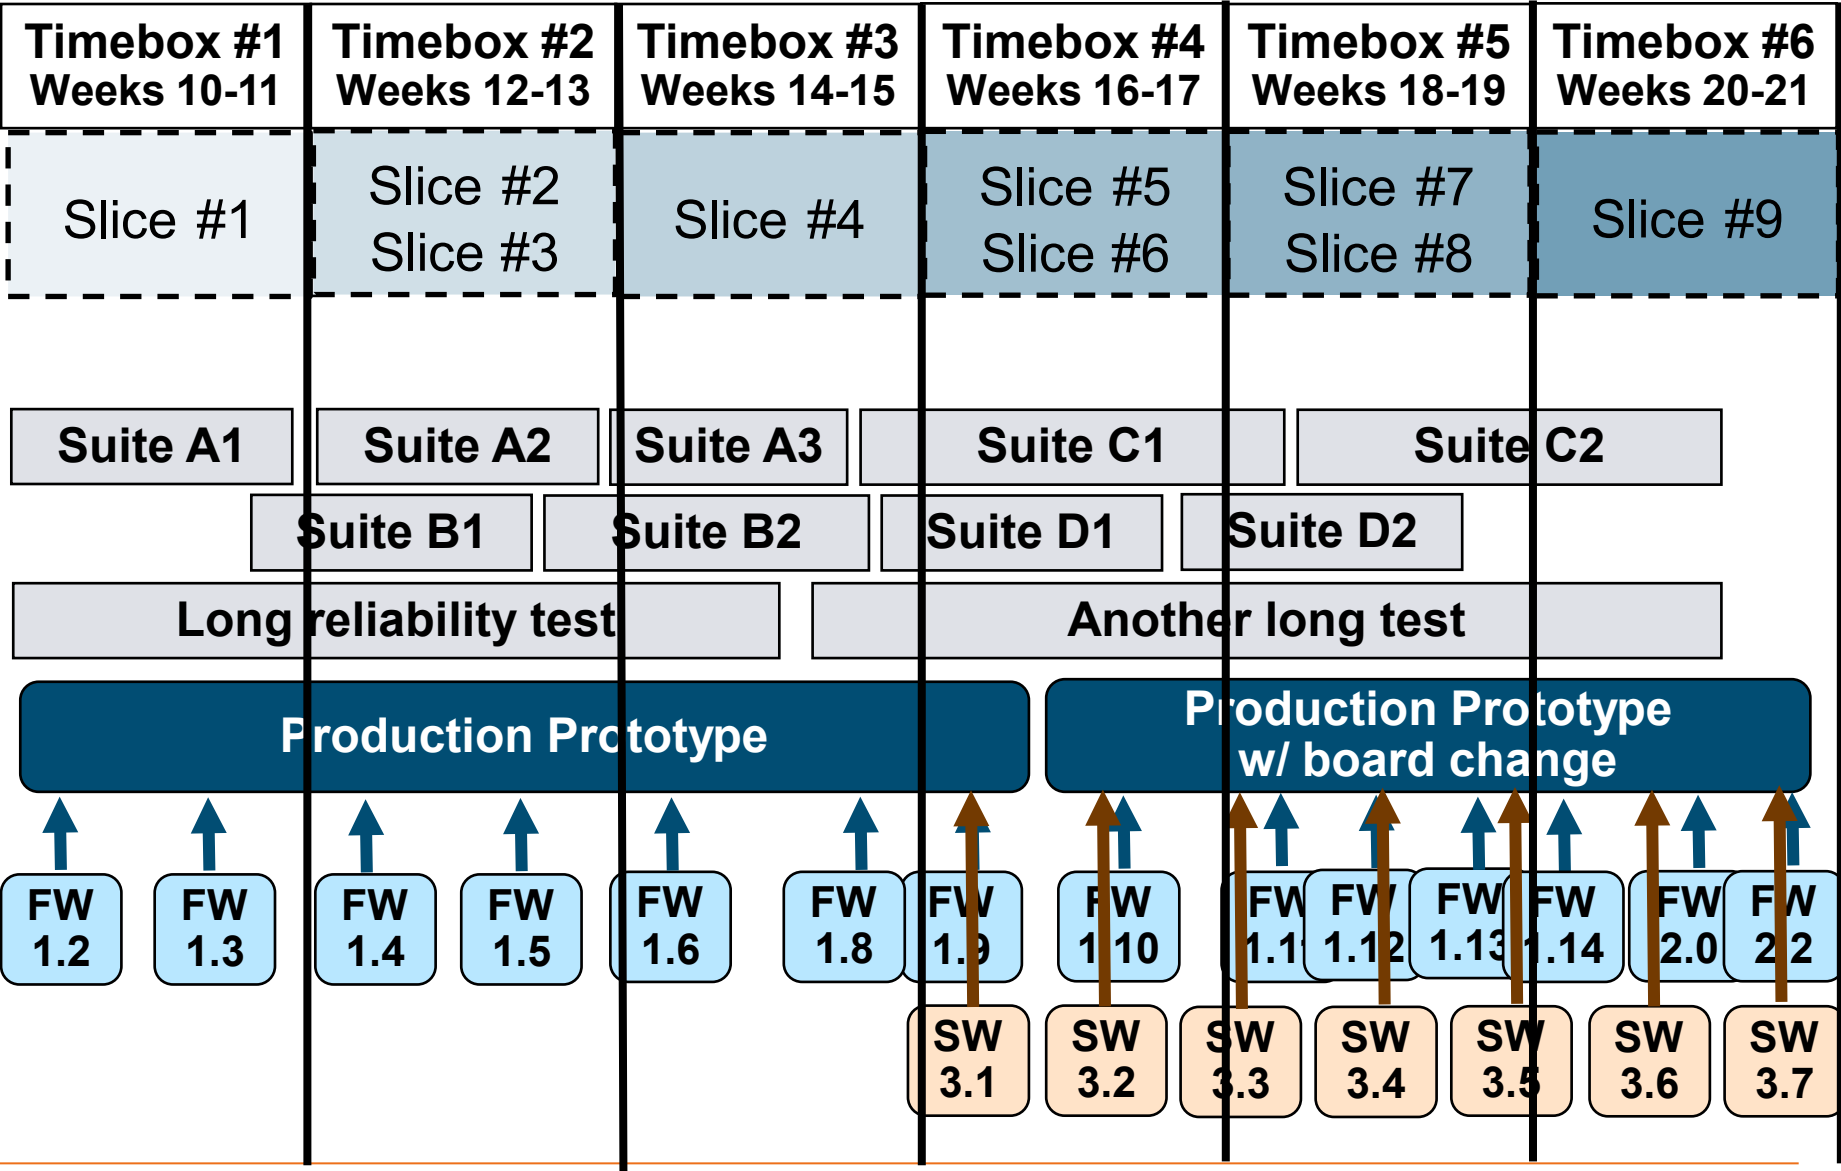 Timebox #1
Weeks 10-11
Timebox #2
Weeks 12-13
Timebox #3
Weeks 14-15
Timebox #4
Weeks 16-17
Timebox #5
Weeks 18-19
Timebox #6
Weeks 20-21
Slice #1
Slice #2
Slice #3
Slice #4
Slice #5
Slice #6
Slice #7
Slice #8
Slice #9
Suite A1
Suite A2
Suite A3
Suite C1
Suite C2
Suite B1
Suite B2
Suite D1
Suite D2
Long reliability test
Another long test
Production Prototype
Production Prototype
w/ board change
FW
1.2
FW
1.3
FW
1.4
FW
1.5
FW
1.6
FW
1.8
FW
1.9
FW
1.10
FW
1.11
FW
1.12
FW
1.13
FW
1.14
FW
2.0
FW
2.2
SW
3.1
SW
3.2
SW
3.3
SW
3.4
SW
3.5
SW
3.6
SW
3.7